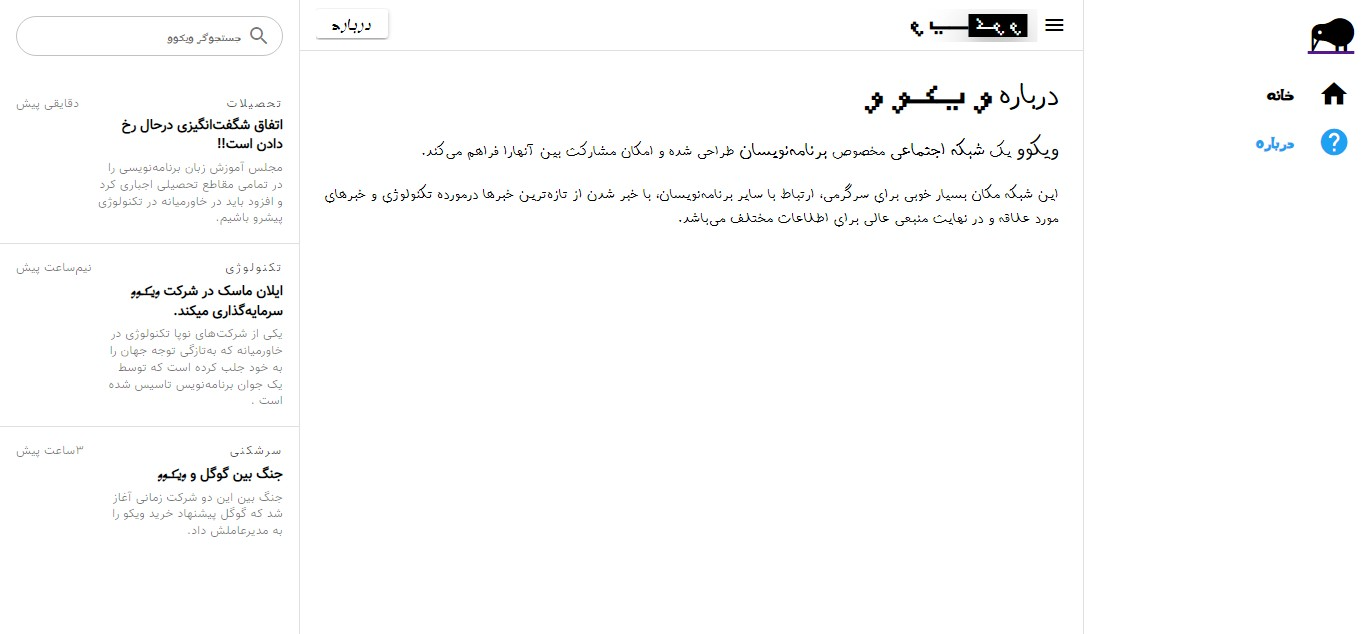 خانه
درباره
درباره
درباره ویکوو
ویکوو یک شبکه اجتماعی مخصوص برنامه‌نویسان طراحی شده و امکان مشارکت بین آنهارا فراهم می‌کند.
این شبکه مکان بسیار خوبی برای سرگرمی، ارتباط با سایر برنامه‌نویسان، با خبر شدن از تازه‌ترین خبرها درمورده تکنولوژی و خبرهای
مورد علاقه و در نهایت منبعی عالی برای اطلاعات مختلف می‌باشد.
جستجوگر ویکوو
تحصیلات
دقایقی پیش
اتفاق شگفت‌انگیزی درحال رخ
دادن است!!
مجلس آموزش زبان برنامه‌نویسی را
در تمامی مقاطع تحصیلی اجباری کرد
و افزود باید در خاورمیانه در تکنولوژی
پیشرو باشیم.
تکنولوژی
نیم‌ساعت پیش
ایلان ماسک در شرکت ویکوو
سرمایه‌گذاری میکند.
یکی از شرکت‌های نوپا تکنولوژی در
خاورمیانه که به‌تازگی توجه جهان را
به خود جلب کرده است که توسط
یک جوان برنامه‌نویس تاسیس شده
است .
سرشکنی
۳ساعت پیش
جنگ بین گوگل و ویکوو
جنگ بین این دو شرکت زمانی آغاز
شد که گوگل پیشنهاد خرید ویکو را
به مدیرعاملش داد.